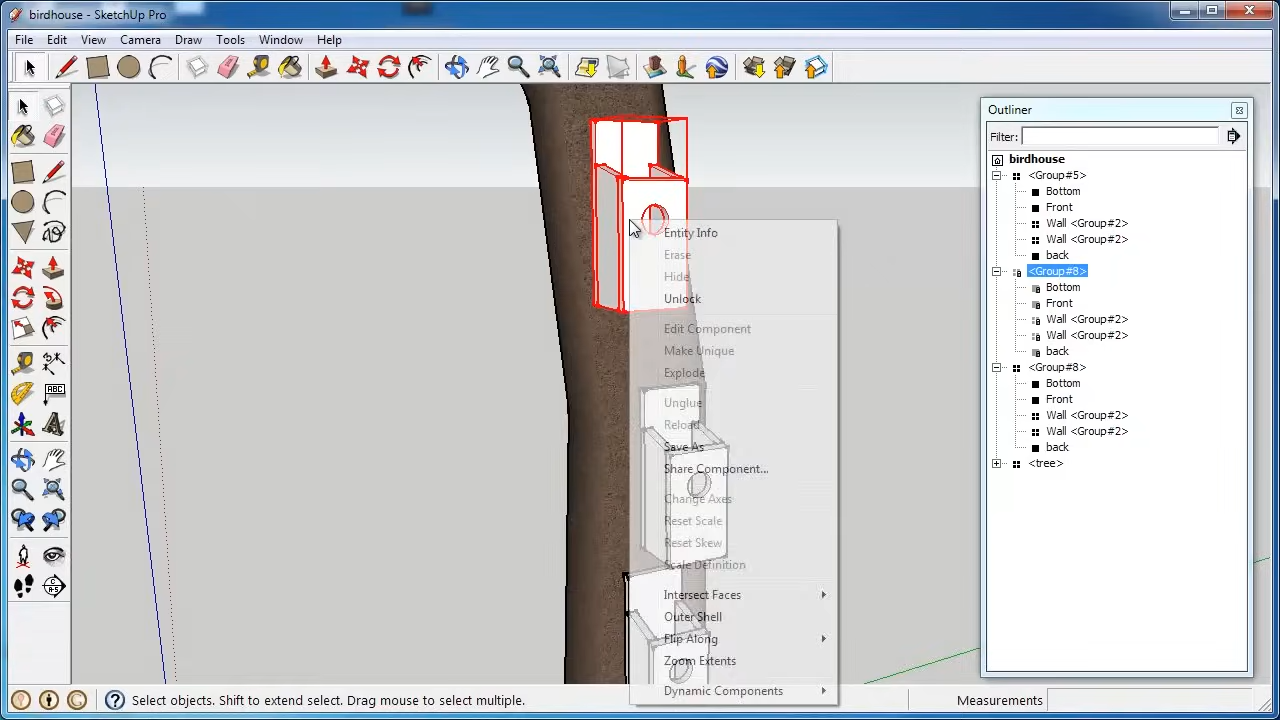 birdhouse - SketchUp Pro
File Edit View Camera Draw Tools Window Help
Outliner
Filter:
birdhouse
<Group#5>
Bottom
Front
Wall <Group#2>
Wall <Group#2>
back
<Group#8>
Bottom
Front
Wall <Group#2>
Wall <Group#2>
back
<Group#8>
Bottom
Front
Wall <Group#2>
Wall <Group#2>
back
<tree>
Entity Info
Erase
Hide
Unlock
Edit Component
Make Unique
Explode
Unglue
Reload
Save As
Share Component...
Change Axes
Reset Scale
Reset Skew
Scale Definition
Intersect Faces
Outer Shell
Flip Along
Zoom Extents
Dynamic Components
ABC
Select objects. Shift to extend select. Drag mouse to select multiple.
Measurements